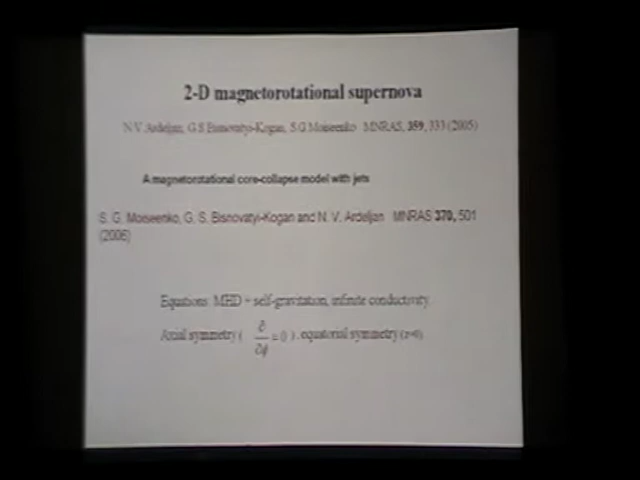 2-D magnetorotational supernova
N.V.Ardeljan, G.S.Bisnovatyi-Kogan, S.G.Moiseenko MNRAS, 359, 333 (2005)
A magnetorotational core-collapse model with jets
S. G. Moiseenko, G. S. Bisnovatyi-Kogan and N. V. Ardeljan MNRAS 370, 501
(2006)
Equations: MHD + self-gravitation, infinite conductivity
Axial symmetry ( ∂/∂φ = 0 ), equatorial symmetry (z=0)